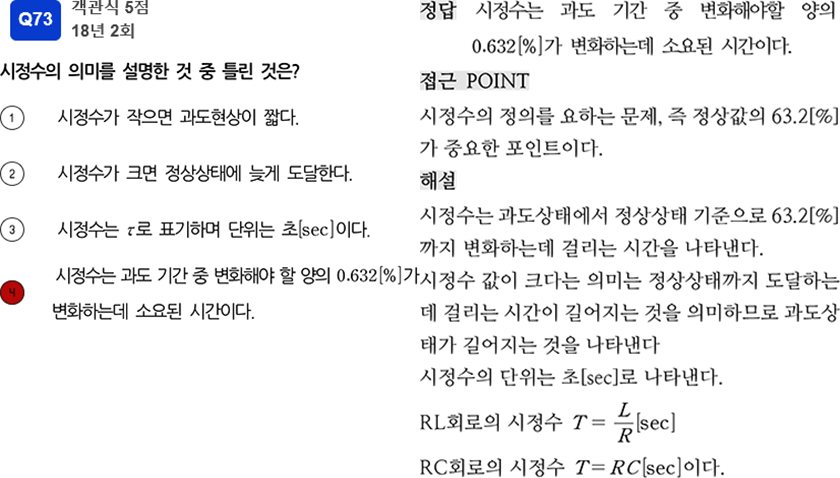 Q73
객관식 5점
18년 2회
시정수의 의미를 설명한 것 중 틀린 것은?
1 시정수가 작으면 과도현상이 짧다.
2 시정수가 크면 정상상태에 늦게 도달한다.
3 시정수는 τ로 표기하며 단위는 초[sec]이다.
4 시정수는 과도 기간 중 변화해야 할 양의 0.632[%]가
변화하는데 소요된 시간이다.
정답 시정수는 과도 기간 중 변화해야할 양의
0.632[%]가 변화하는데 소요된 시간이다.
접근 POINT
시정수의 정의를 요하는 문제, 즉 정상값의 63.2[%]
가 중요한 포인트이다.
해설
시정수는 과도상태에서 정상상태 기준으로 63.2[%]
까지 변화하는데 걸리는 시간을 나타낸다.
시정수 값이 크다는 의미는 정상상태까지 도달하는
데 걸리는 시간이 길어지는 것을 의미하므로 과도상
태가 길어지는 것을 나타낸다
시정수의 단위는 초[sec]로 나타낸다.
RL회로의 시정수 T = L/R[sec]
RC회로의 시정수 T = RC[sec]이다.